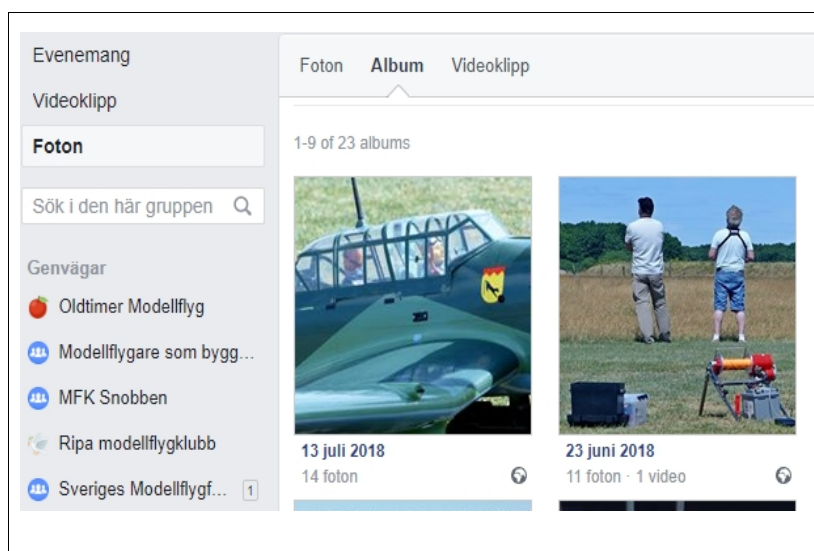 Evenemang
Videoklipp
Foton
Sök i den här gruppen
Genvägar
Oldtimer Modellflyg
Modellflygare som bygg...
MFK Snobben
Ripa modellflygklubb
Sveriges Modellflygf... 1
Foton Album Videoklipp
1-9 of 23 albums
13 juli 2018
14 foton
23 juni 2018
11 foton · 1 video